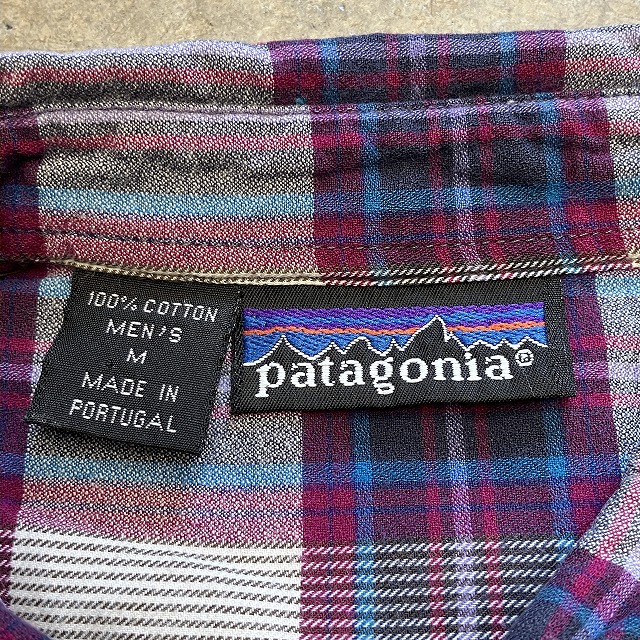 100% COTTON
MEN'S
M
MADE IN
PORTUGAL
patagonia®